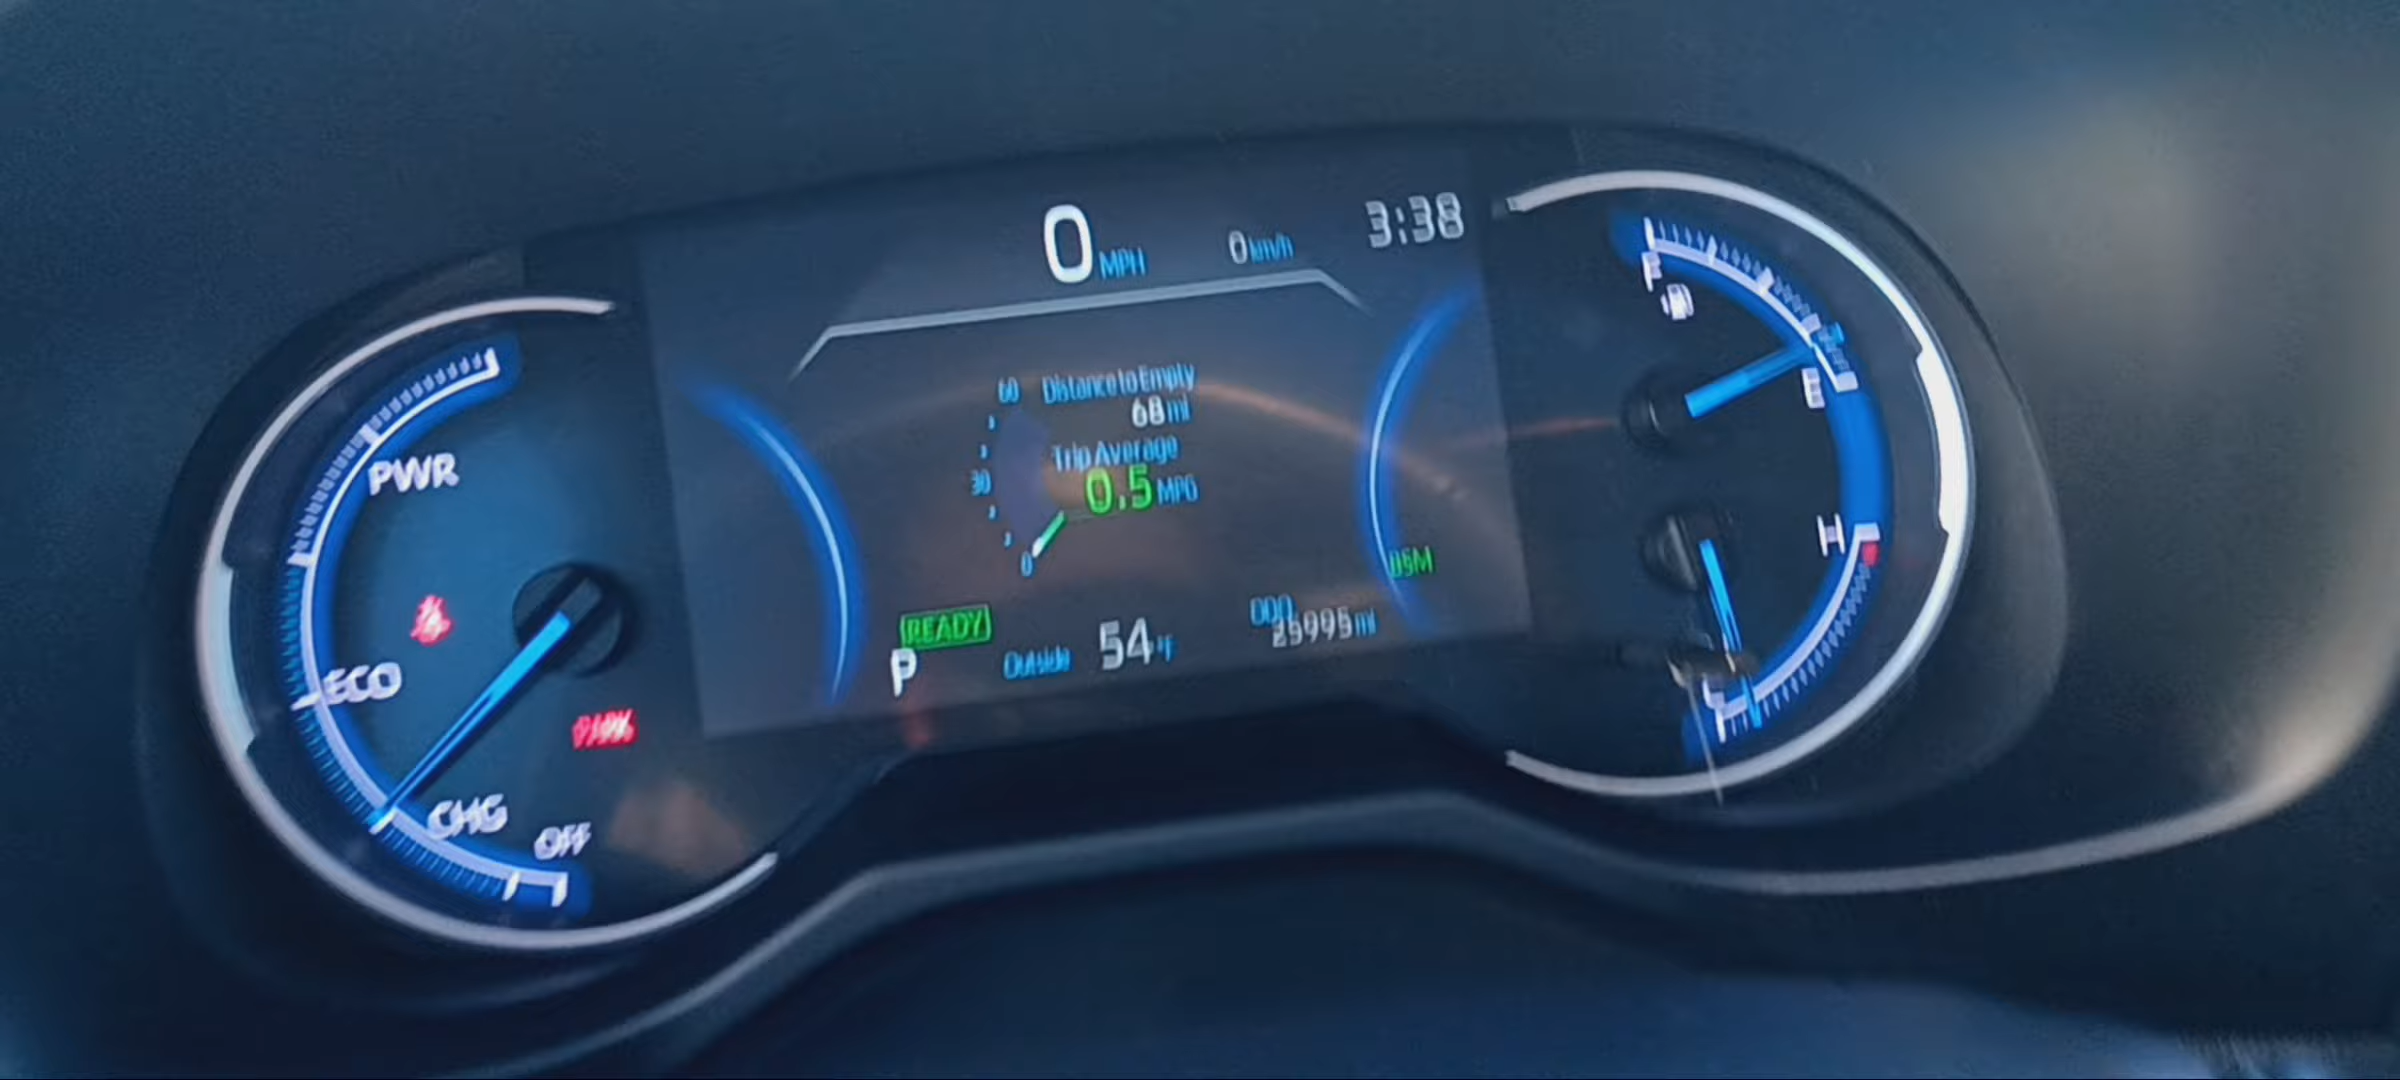 0 MPH
0 km/h
3:38
60 Distance to Empty
68 mi
Trip Average
30
0.5 MPG
0
READY
P
Outside 54°F
ODO
25995 mi
PWR
ECO
CHG
OFF
F
E
H
C